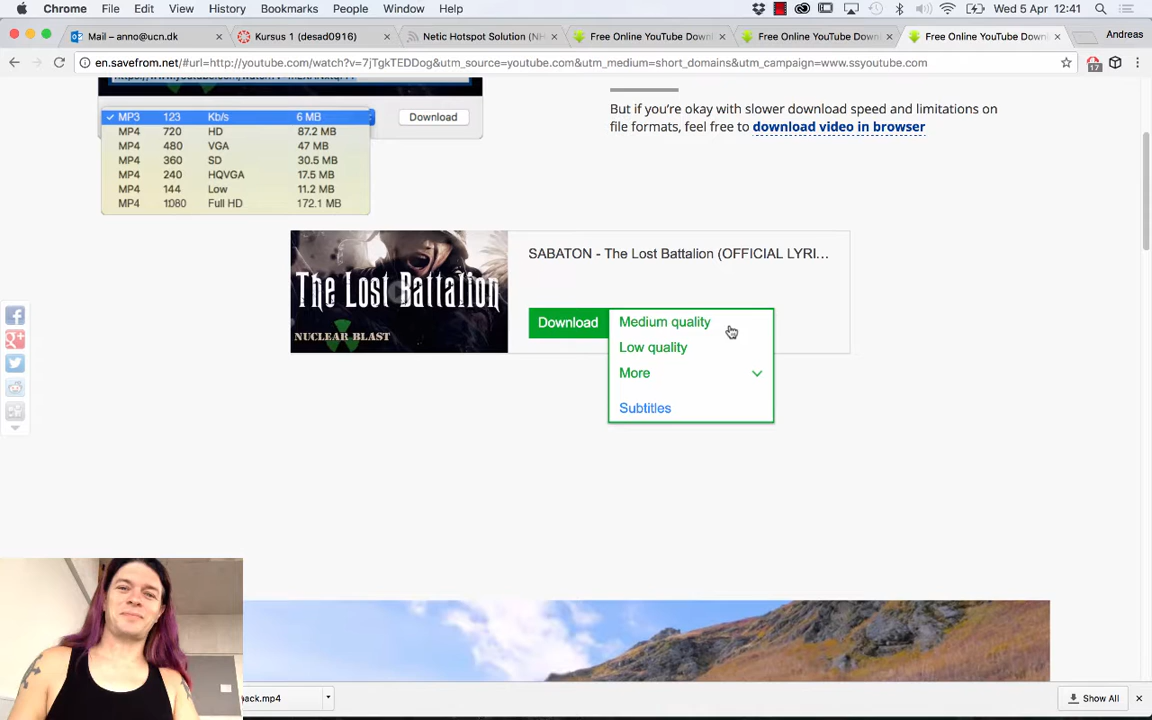 Chrome File Edit View History Bookmarks People Window Help Wed 5 Apr 12:41
Mail – anno@ucn.dk × Kursus 1 (desad0916) × Netic Hotspot Solution (NH × Free Online YouTube Downl × Free Online YouTube Downl × Free Online YouTube Down × Andreas
en.savefrom.net/#url=http://youtube.com/watch?v=7jTgkTEDDog&utm_source=youtube.com&utm_medium=short_domains&utm_campaign=www.ssyoutube.com 17
✓ MP3 123 Kb/s 6 MB Download
MP4 720 HD 87.2 MB
MP4 480 VGA 47 MB
MP4 360 SD 30.5 MB
MP4 240 HQVGA 17.5 MB
MP4 144 Low 11.2 MB
MP4 1080 Full HD 172.1 MB
But if you're okay with slower download speed and limitations on
file formats, feel free to download video in browser
The Lost Battalion
NUCLEAR BLAST
SABATON - The Lost Battalion (OFFICIAL LYRI...
Download Medium quality
Low quality
More
Subtitles
ack.mp4 Show All